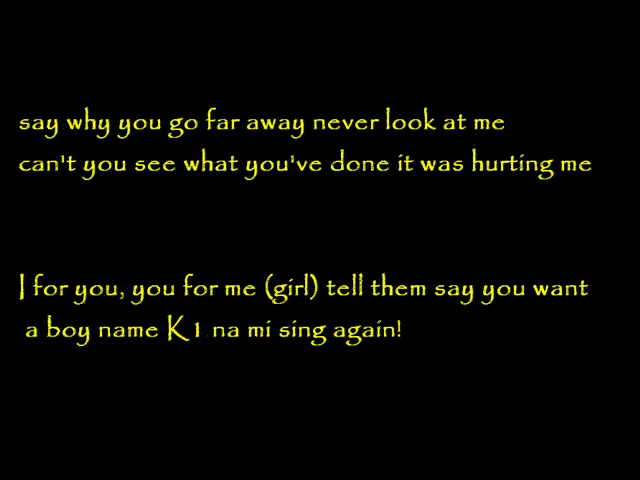 say why you go far away never look at me
can't you see what you've done it was hurting me
I for you, you for me (girl) tell them say you want
a boy name K1 na mi sing again!